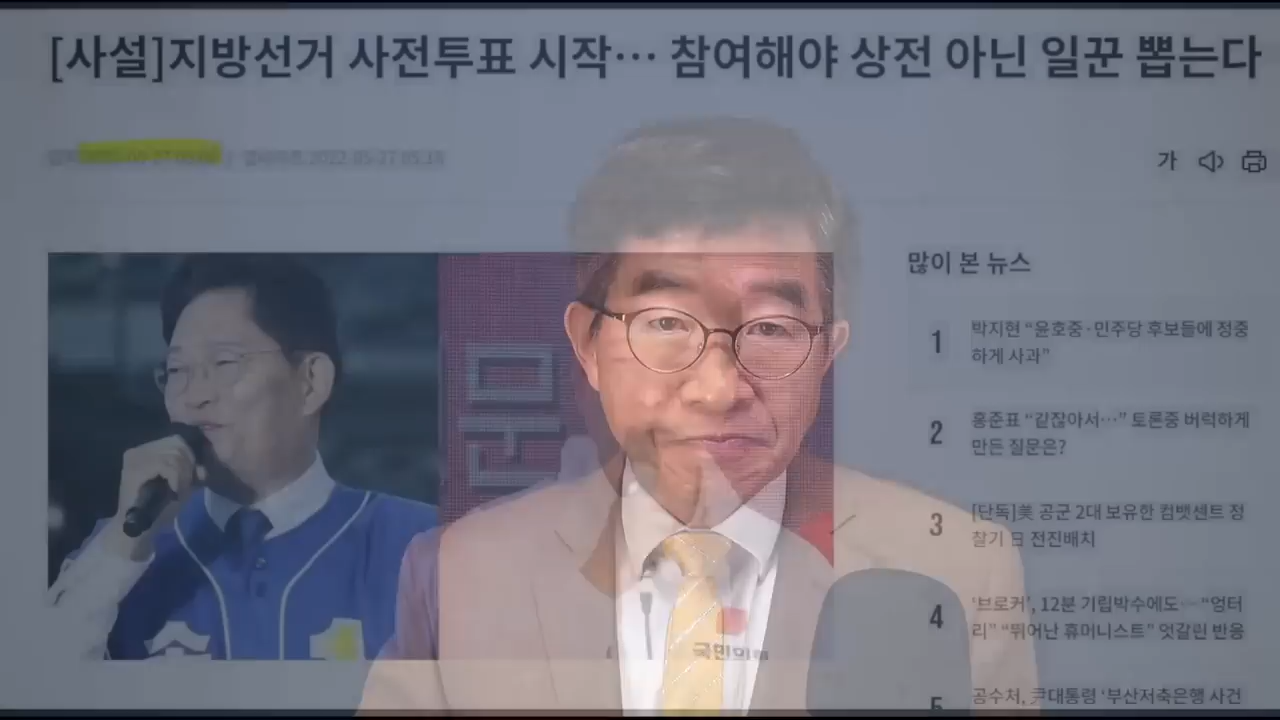 [사설]지방선거 사전투표 시작… 참여해야 상전 아닌 일꾼 뽑는다
가
많이 본 뉴스
1
박지현 “윤호중·민주당 후보들에 정중
하게 사과”
2
홍준표 “같잖아서…” 토론중 버럭하게
만든 질문은?
3
[단독]美 공군 2대 보유한 컴뱃센트 정
찰기 日 전진배치
4
‘브로커’, 12분 기립박수에도… “엉터
리” “뛰어난 휴머니스트” 엇갈린 반응
5
공수처, 尹대통령 ‘부산저축은행 사건
국민의힘